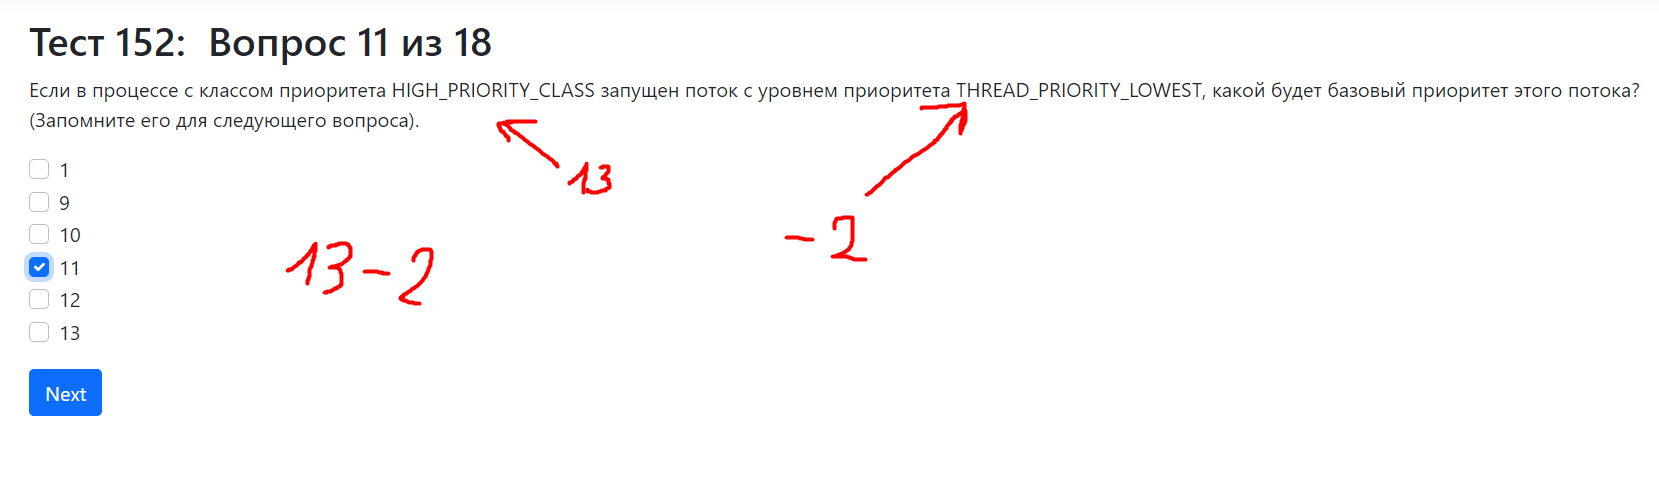 Тест 152: Вопрос 11 из 18
Если в процессе с классом приоритета HIGH_PRIORITY_CLASS запущен поток с уровнем приоритета THREAD_PRIORITY_LOWEST, какой будет базовый приоритет этого потока?
(Запомните его для следующего вопроса).
13
-2
13-2
1
9
10
11
12
13
Next